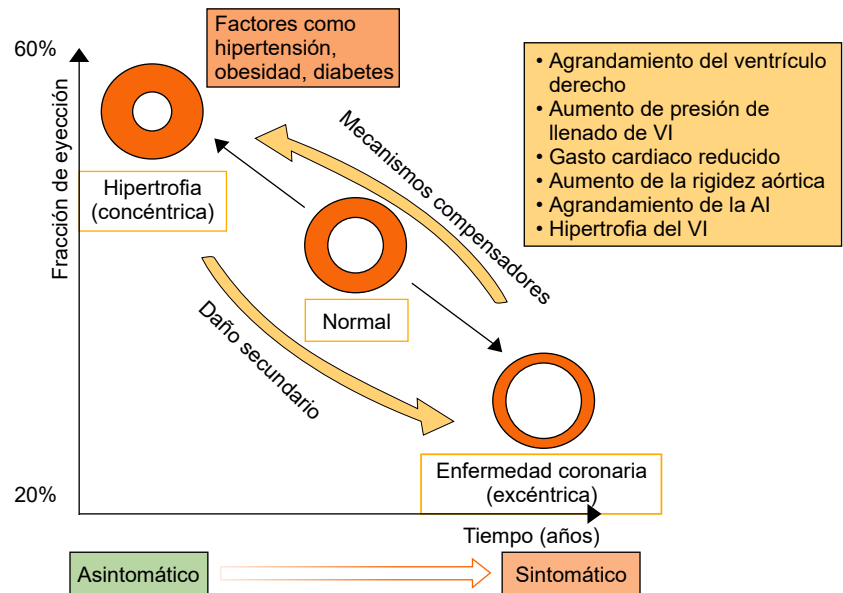 Factores como
hipertensión,
obesidad, diabetes
60%
Fracción de eyección
• Agrandamiento del ventrículo
derecho
• Aumento de presión de
llenado de VI
• Gasto cardiaco reducido
• Aumento de la rigidez aórtica
• Agrandamiento de la AI
• Hipertrofia del VI
Mecanismos compensadores
Hipertrofia
(concéntrica)
Normal
Daño secundario
Enfermedad coronaria
(excéntrica)
20%
Tiempo (años)
Asintomático
Sintomático